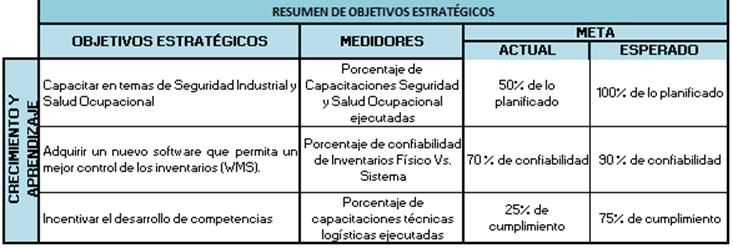 RESUMEN DE OBJETIVOS ESTRATÉGICOS
OBJETIVOS ESTRATÉGICOS
MEDIDORES
META
ACTUAL
ESPERADO
CRECIMIENTO Y
APRENDIZAJE
Capacitar en temas de Seguridad Industrial y
Salud Ocupacional
Porcentaje de
Capacitaciones Seguridad
y Salud Ocupacional
ejecutadas
50% de lo
planificado
100% de lo planificado
Adquirir un nuevo software que permita un
mejor control de los inventarios (WMS).
Porcentaje de confiabilidad
de Inventarios Físico Vs.
Sistema
70 % de confiabilidad
90 % de confiabilidad
Incentivar el desarrollo de competencias
Porcentaje de
capacitaciones técnicas
logísticas ejecutadas
25% de
cumplimiento
75% de cumplimiento